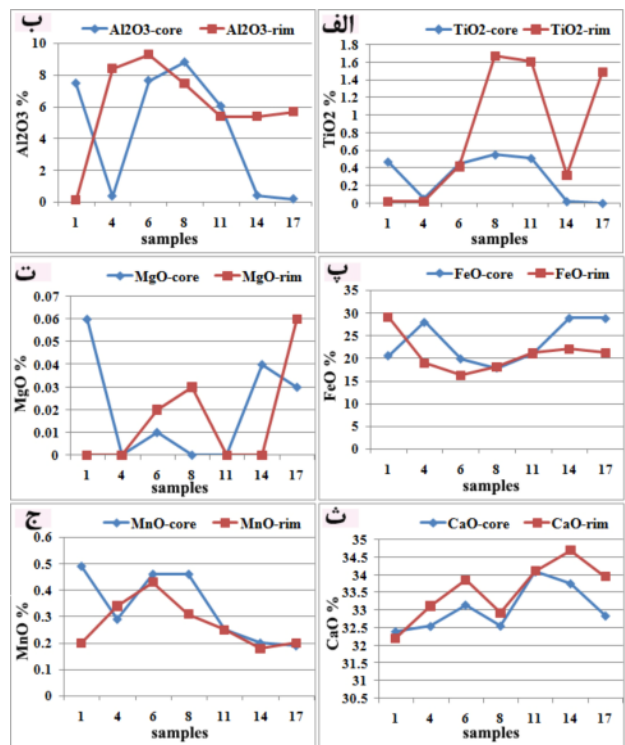 الف
TiO2-core TiO2-rim
TiO2 %
1.8
1.6
1.4
1.2
1
0.8
0.6
0.4
0.2
0
1 4 6 8 11 14 17
samples
ب
Al2O3-core Al2O3-rim
Al2O3 %
10
8
6
4
2
0
1 4 6 8 11 14 17
samples
پ
FeO-core FeO-rim
FeO %
35
30
25
20
15
10
5
0
1 4 6 8 11 14 17
samples
ت
MgO-core MgO-rim
MgO %
0.07
0.06
0.05
0.04
0.03
0.02
0.01
0
1 4 6 8 11 14 17
samples
ث
CaO-core CaO-rim
CaO %
35
34.5
34
33.5
33
32.5
32
31.5
31
30.5
1 4 6 8 11 14 17
samples
ج
MnO-core MnO-rim
MnO %
0.6
0.5
0.4
0.3
0.2
0.1
0
1 4 6 8 11 14 17
samples